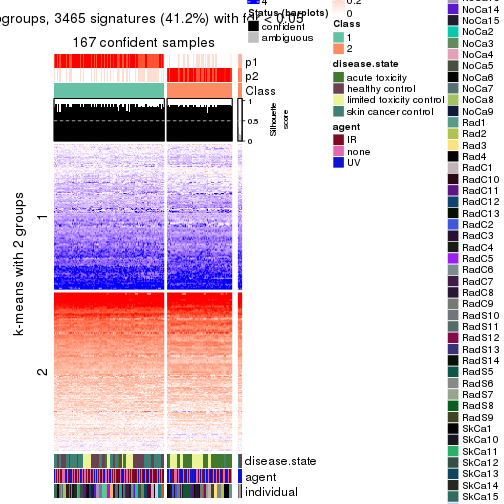 groups, 3465 signatures (41.2%) with fdr < 0.05
167 confident samples
p1
p2
Class
1
0.5
0
Silhouette
score
k-means with 2 groups
1
2
disease.state
agent
individual
4
Status (barplots)
confident
ambiguous
0.2
0
Class
1
2
disease.state
acute toxicity
healthy control
limited toxicity control
skin cancer control
agent
IR
none
UV
NoCa14
NoCa15
NoCa2
NoCa3
NoCa4
NoCa5
NoCa6
NoCa7
NoCa8
NoCa9
Rad1
Rad2
Rad3
Rad4
RadC1
RadC10
RadC11
RadC12
RadC13
RadC2
RadC3
RadC4
RadC5
RadC6
RadC7
RadC8
RadC9
RadS10
RadS11
RadS12
RadS13
RadS14
RadS5
RadS6
RadS7
RadS8
RadS9
SkCa1
SkCa10
SkCa11
SkCa12
SkCa13
SkCa14
SkCa15